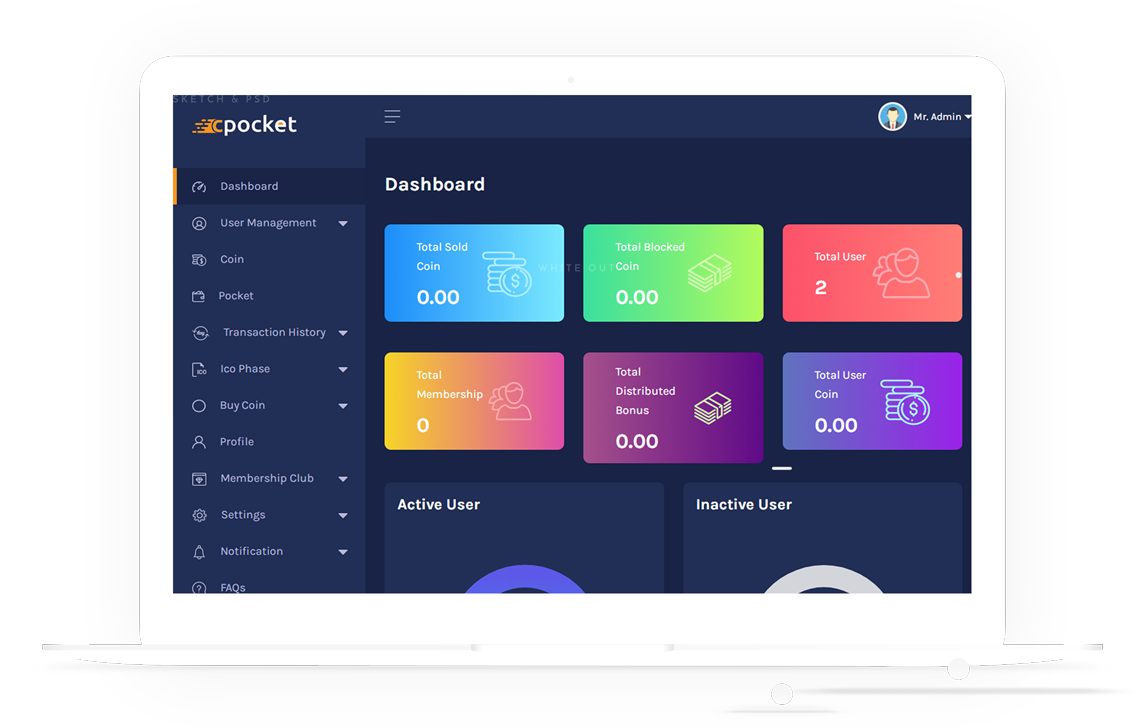 SKETCH & PSD
cpocket
Mr. Admin
Dashboard
User Management
Coin
Pocket
Transaction History
Ico Phase
Buy Coin
Profile
Membership Club
Settings
Notification
FAQs
Dashboard
Total Sold
Coin
0.00
Total Blocked
Coin
0.00
WHITE OUT
Total User
2
Total
Membership
0
Total
Distributed
Bonus
0.00
Total User
Coin
0.00
Active User
Inactive User
ICO